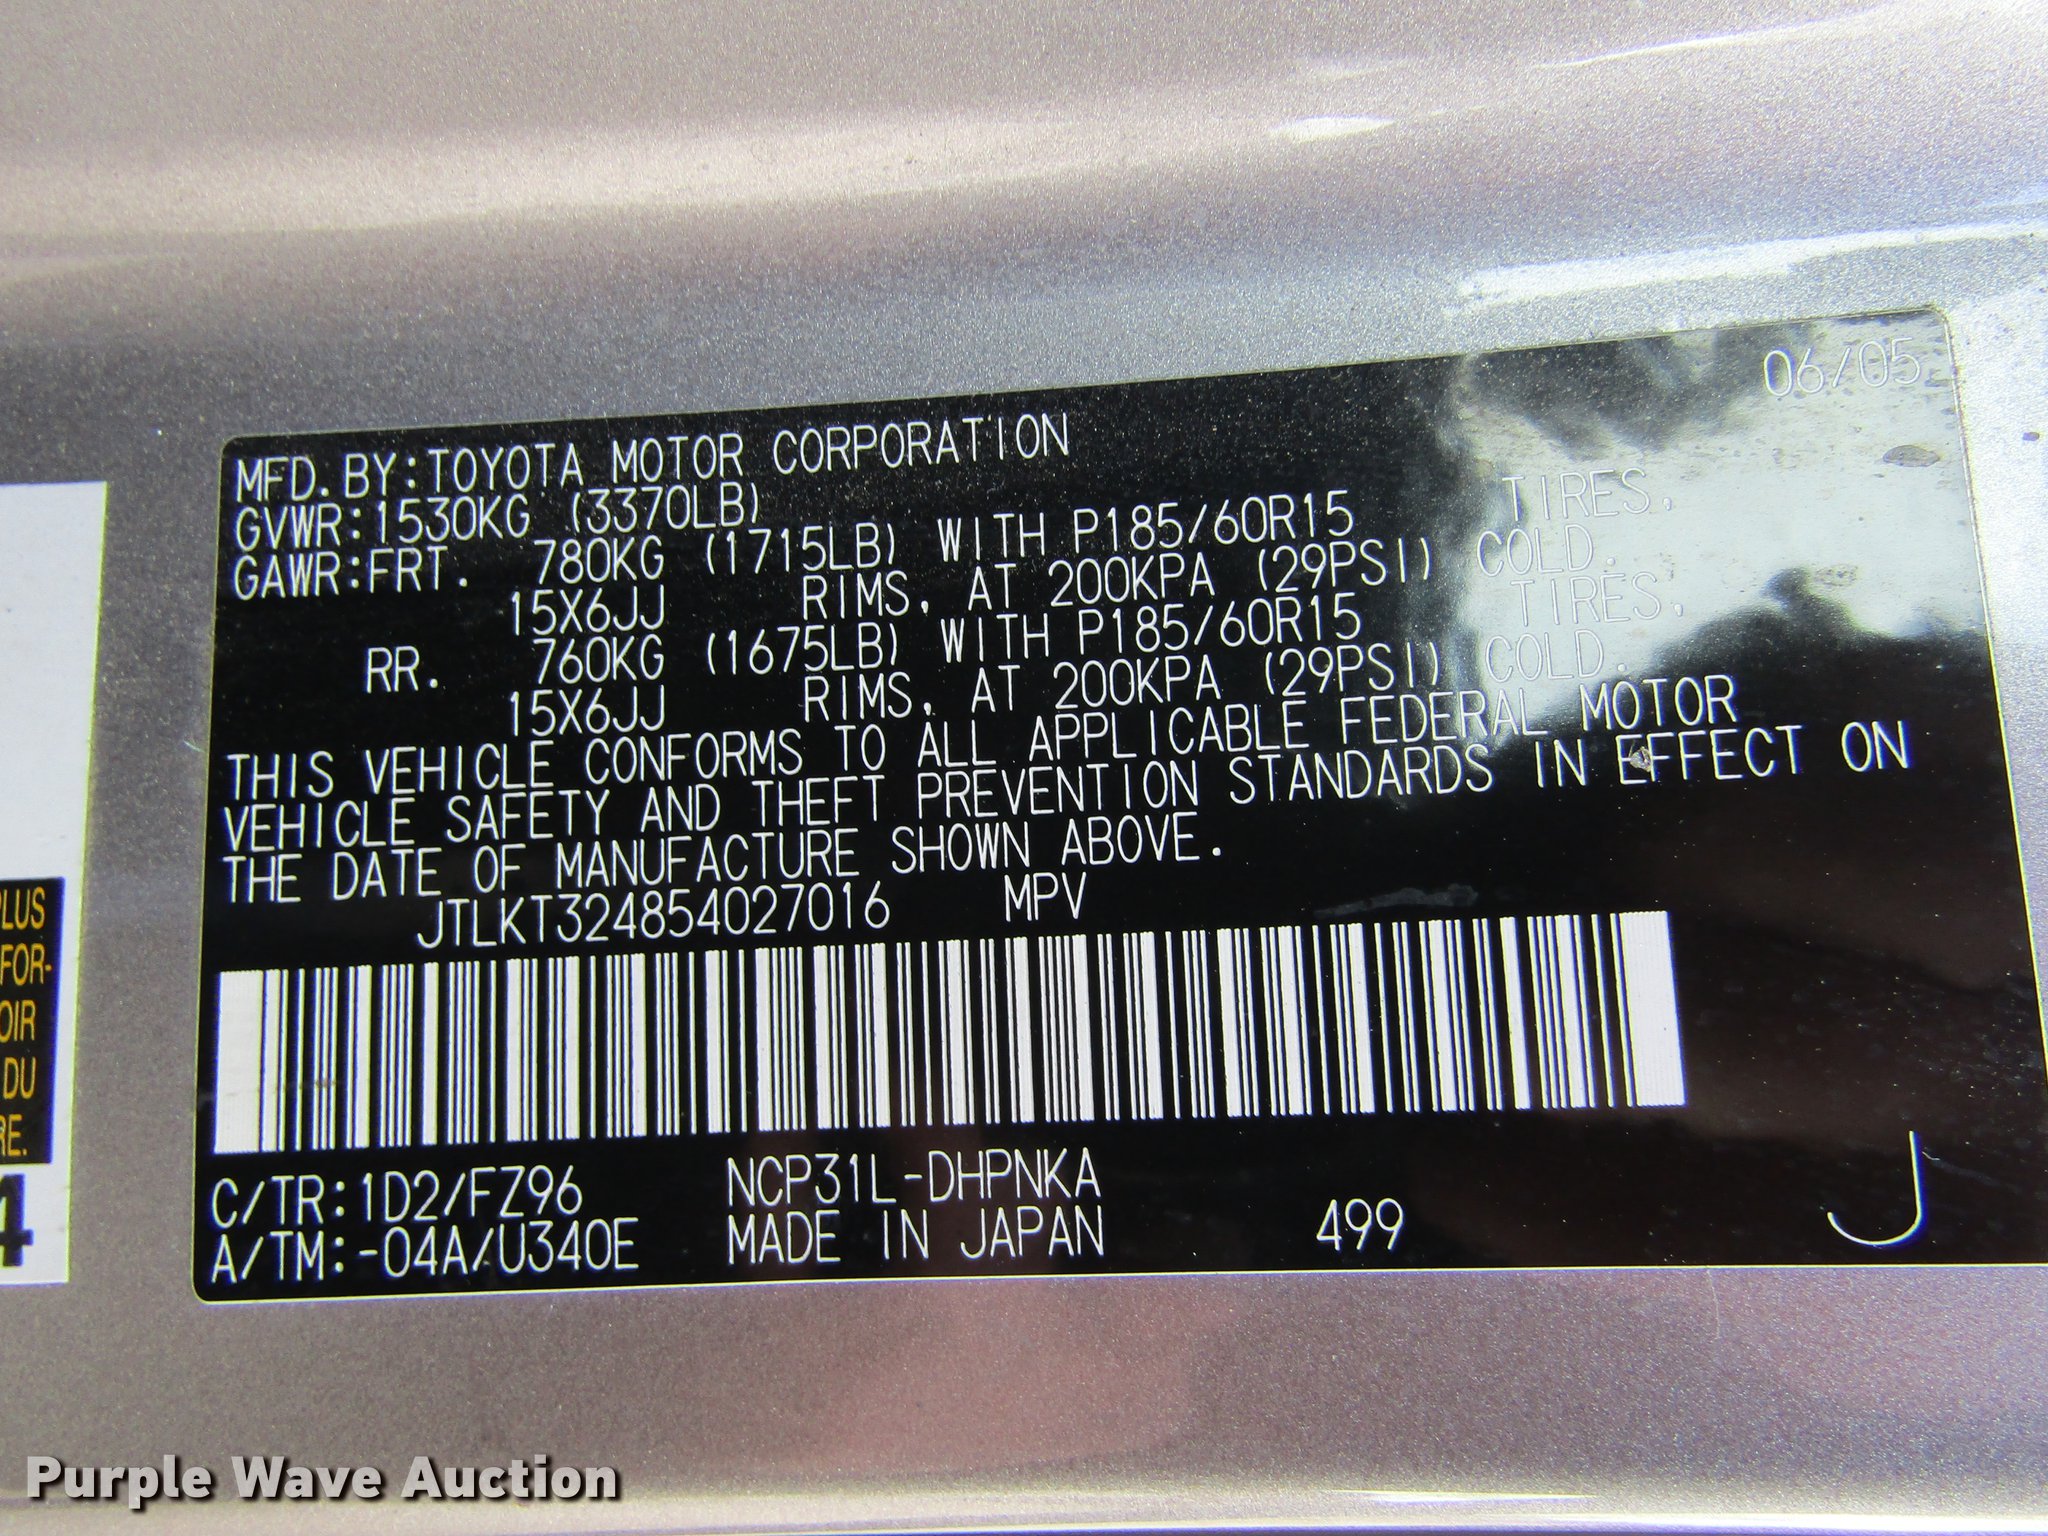 06/05
MFD. BY:TOYOTA MOTOR CORPORATION
GVWR:1530KG (3370LB)
GAWR:FRT. 780KG (1715LB) WITH P185/60R15 TIRES,
15X6JJ RIMS, AT 200KPA (29PSI) COLD.
RR. 760KG (1675LB) WITH P185/60R15 TIRES,
15X6JJ RIMS, AT 200KPA (29PSI) COLD.
THIS VEHICLE CONFORMS TO ALL APPLICABLE FEDERAL MOTOR
VEHICLE SAFETY AND THEFT PREVENTION STANDARDS IN EFFECT ON
THE DATE OF MANUFACTURE SHOWN ABOVE.
JTLKT324854027016 MPV
C/TR:1D2/FZ96 NCP31L-DHPNKA
A/TM:-04A/U340E MADE IN JAPAN 499 J
PLUS
FOR-
OIR
DU
RE.
4
Purple Wave Auction